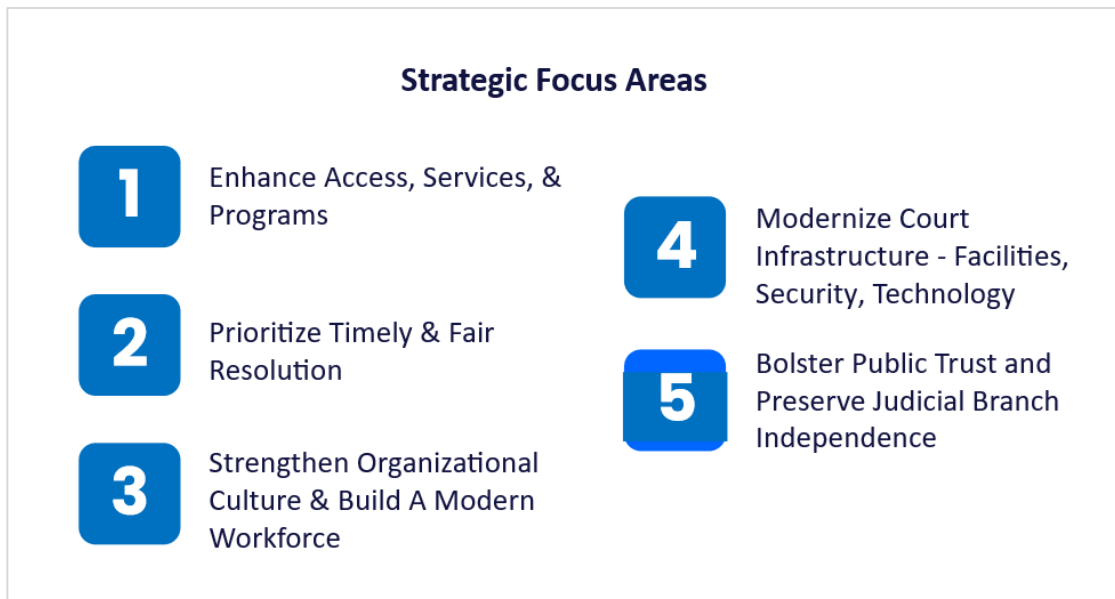 Strategic Focus Areas
1
Enhance Access, Services, &
Programs
2
Prioritize Timely & Fair
Resolution
3
Strengthen Organizational
Culture & Build A Modern
Workforce
4
Modernize Court
Infrastructure - Facilities,
Security, Technology
5
Bolster Public Trust and
Preserve Judicial Branch
Independence